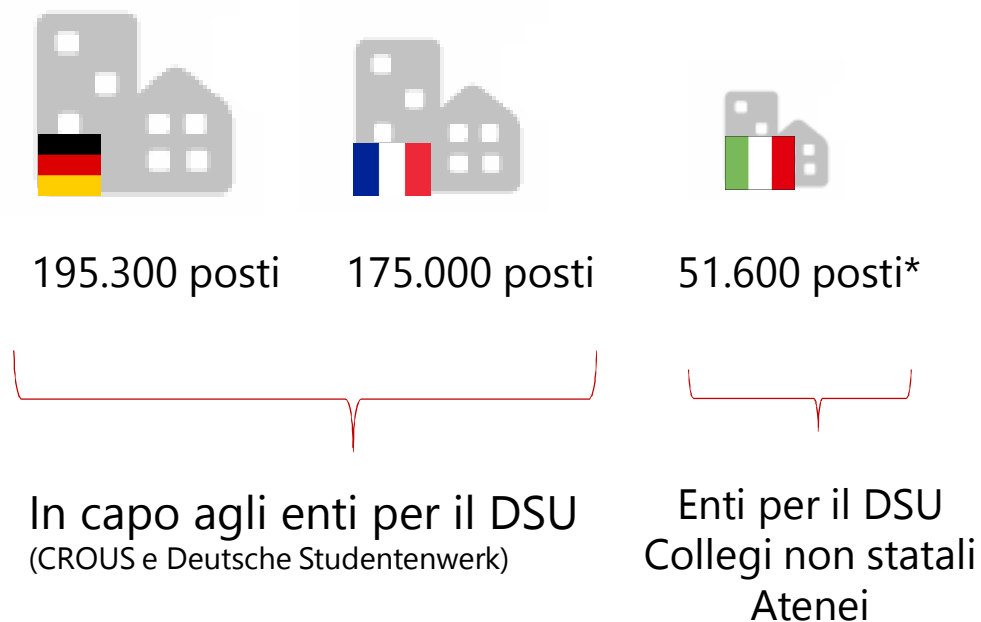 195.300 posti
175.000 posti
51.600 posti*
In capo agli enti per il DSU
(CROUS e Deutsche Studentenwerk)
Enti per il DSU
Collegi non statali
Atenei